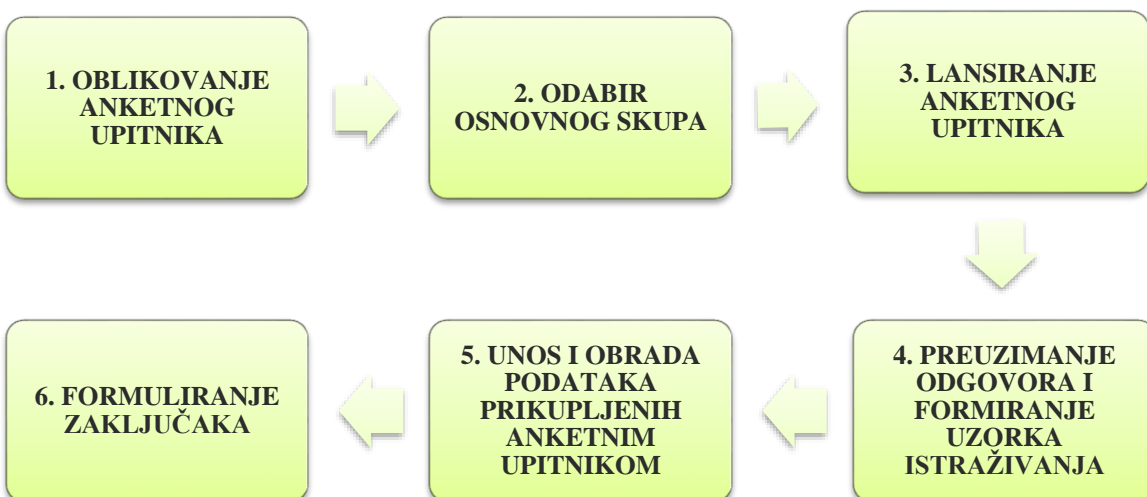 1. OBLIKOVANJE
ANKETNOG
UPITNIKA
2. ODABIR
OSNOVNOG SKUPA
3. LANSIRANJE
ANKETNOG
UPITNIKA
4. PREUZIMANJE
ODGOVORA I
FORMIRANJE
UZORKA
ISTRAŽIVANJA
5. UNOS I OBRADA
PODATAKA
PRIKUPLJENIH
ANKETNIM
UPITNIKOM
6. FORMULIRANJE
ZAKLJUČAKA